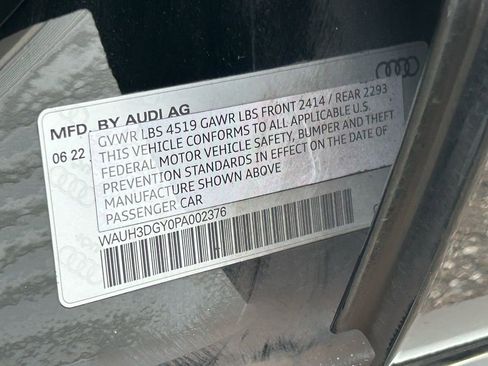 MFD. BY AUDI AG
06 22
GVWR LBS 4519 GAWR LBS FRONT 2414 / REAR 2293
THIS VEHICLE CONFORMS TO ALL APPLICABLE U.S.
FEDERAL MOTOR VEHICLE SAFETY, BUMPER AND THEFT
PREVENTION STANDARDS IN EFFECT ON THE DATE OF
MANUFACTURE SHOWN ABOVE
PASSENGER CAR
WAUH3DGY0PA002376